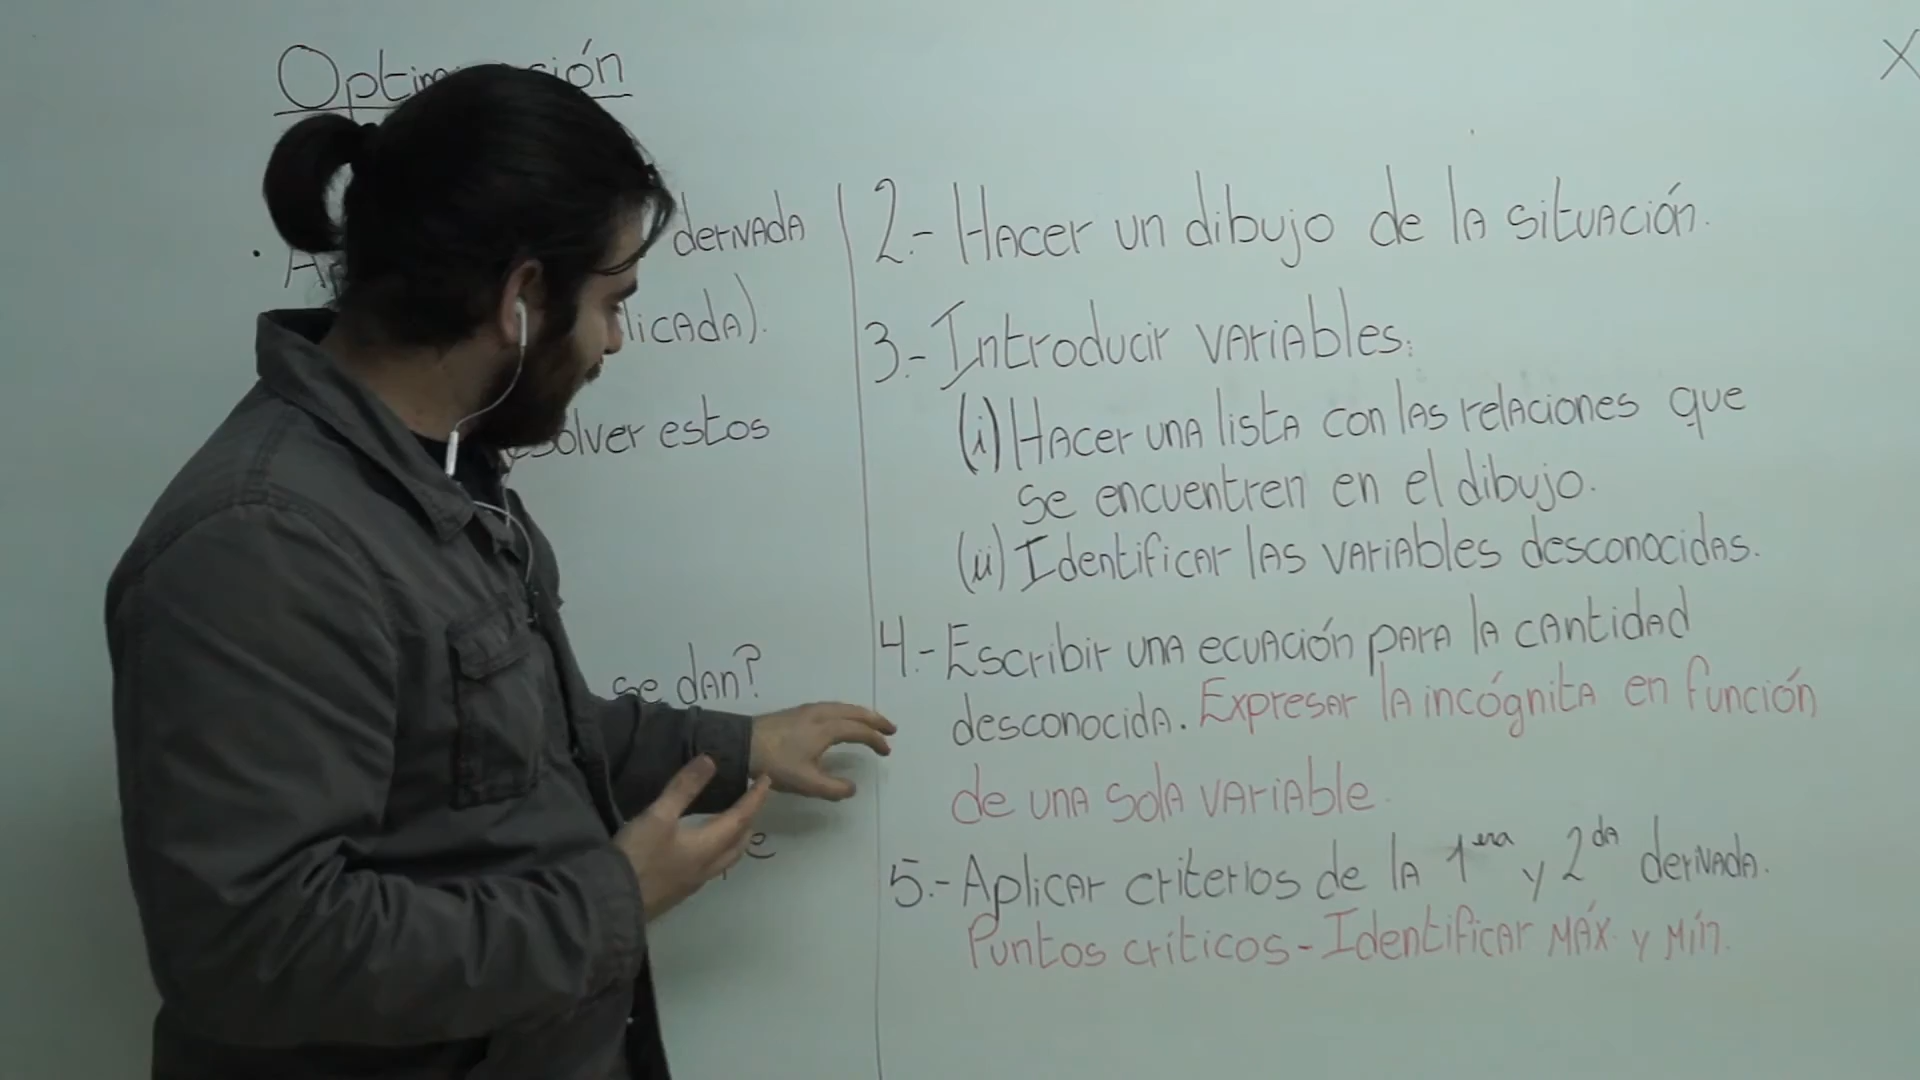 derivada
licada).
olver estos
se dan?
2.- Hacer un dibujo de la situación.
3.- Introducir variables:
(i) Hacer una lista con las relaciones que
se encuentren en el dibujo.
(ii) Identificar las variables desconocidas.
4.- Escribir una ecuación para la cantidad
desconocida. Expresar la incógnita en función
de una sola variable.
5.- Aplicar criterios de la 1era y 2da derivada.
Puntos críticos - Identificar máx y mín.